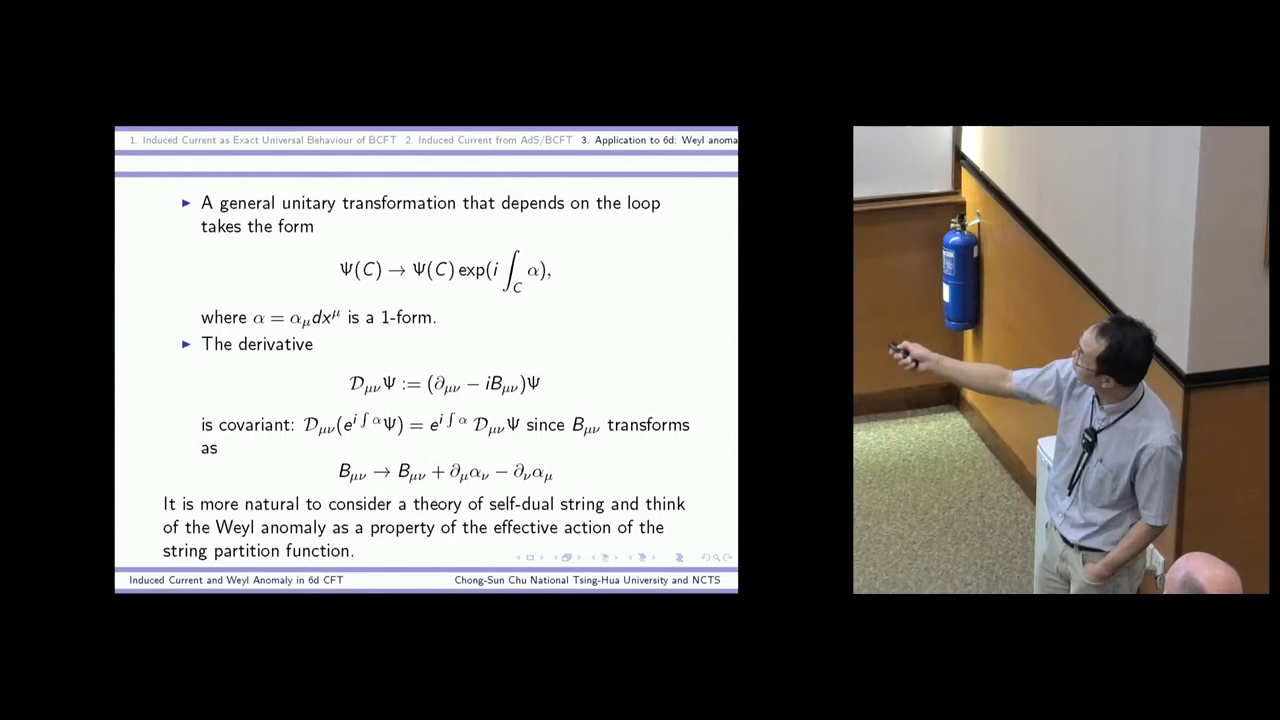 1. Induced Current as Exact Universal Behaviour of BCFT 2. Induced Current from AdS/BCFT 3. Application to 6d: Weyl anoma
▶ A general unitary transformation that depends on the loop
takes the form
Ψ(C) → Ψ(C) exp(i ∫_C α),
where α = α_μ dx^μ is a 1-form.
▶ The derivative
𝒟_μν Ψ := (∂_μν − iB_μν)Ψ
is covariant: 𝒟_μν(e^{i∫α}Ψ) = e^{i∫α} 𝒟_μνΨ since B_μν transforms
as
B_μν → B_μν + ∂_μ α_ν − ∂_ν α_μ
It is more natural to consider a theory of self-dual string and think
of the Weyl anomaly as a property of the effective action of the
string partition function.
Induced Current and Weyl Anomaly in 6d CFT Chong-Sun Chu National Tsing-Hua University and NCTS